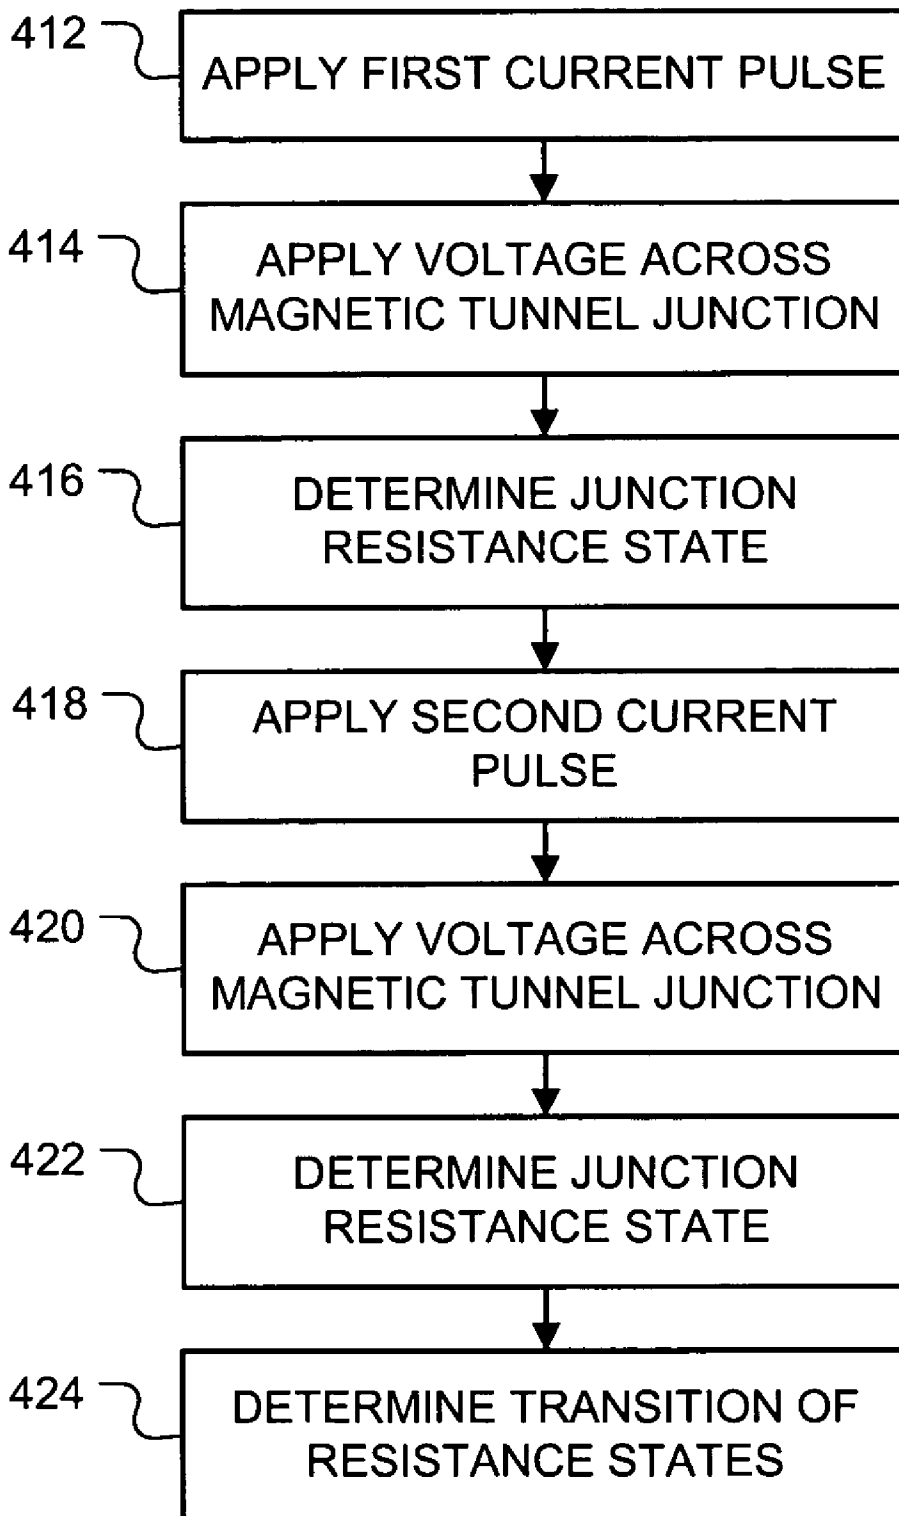 412
APPLY FIRST CURRENT PULSE
414
APPLY VOLTAGE ACROSS
MAGNETIC TUNNEL JUNCTION
416
DETERMINE JUNCTION
RESISTANCE STATE
418
APPLY SECOND CURRENT
PULSE
420
APPLY VOLTAGE ACROSS
MAGNETIC TUNNEL JUNCTION
422
DETERMINE JUNCTION
RESISTANCE STATE
424
DETERMINE TRANSITION OF
RESISTANCE STATES